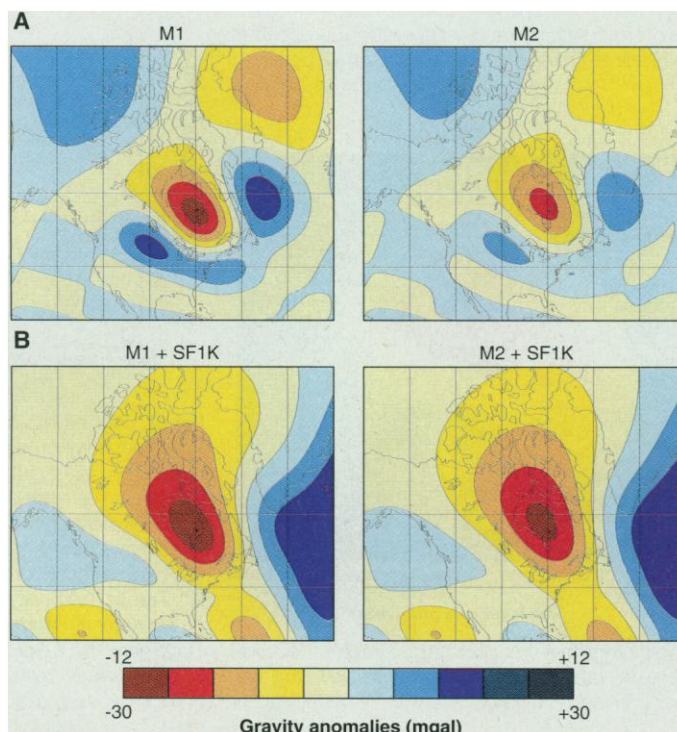 A
M1
M2
B
M1 + SF1K
M2 + SF1K
-12
+12
-30
+30
Gravity anomalies (mgal)